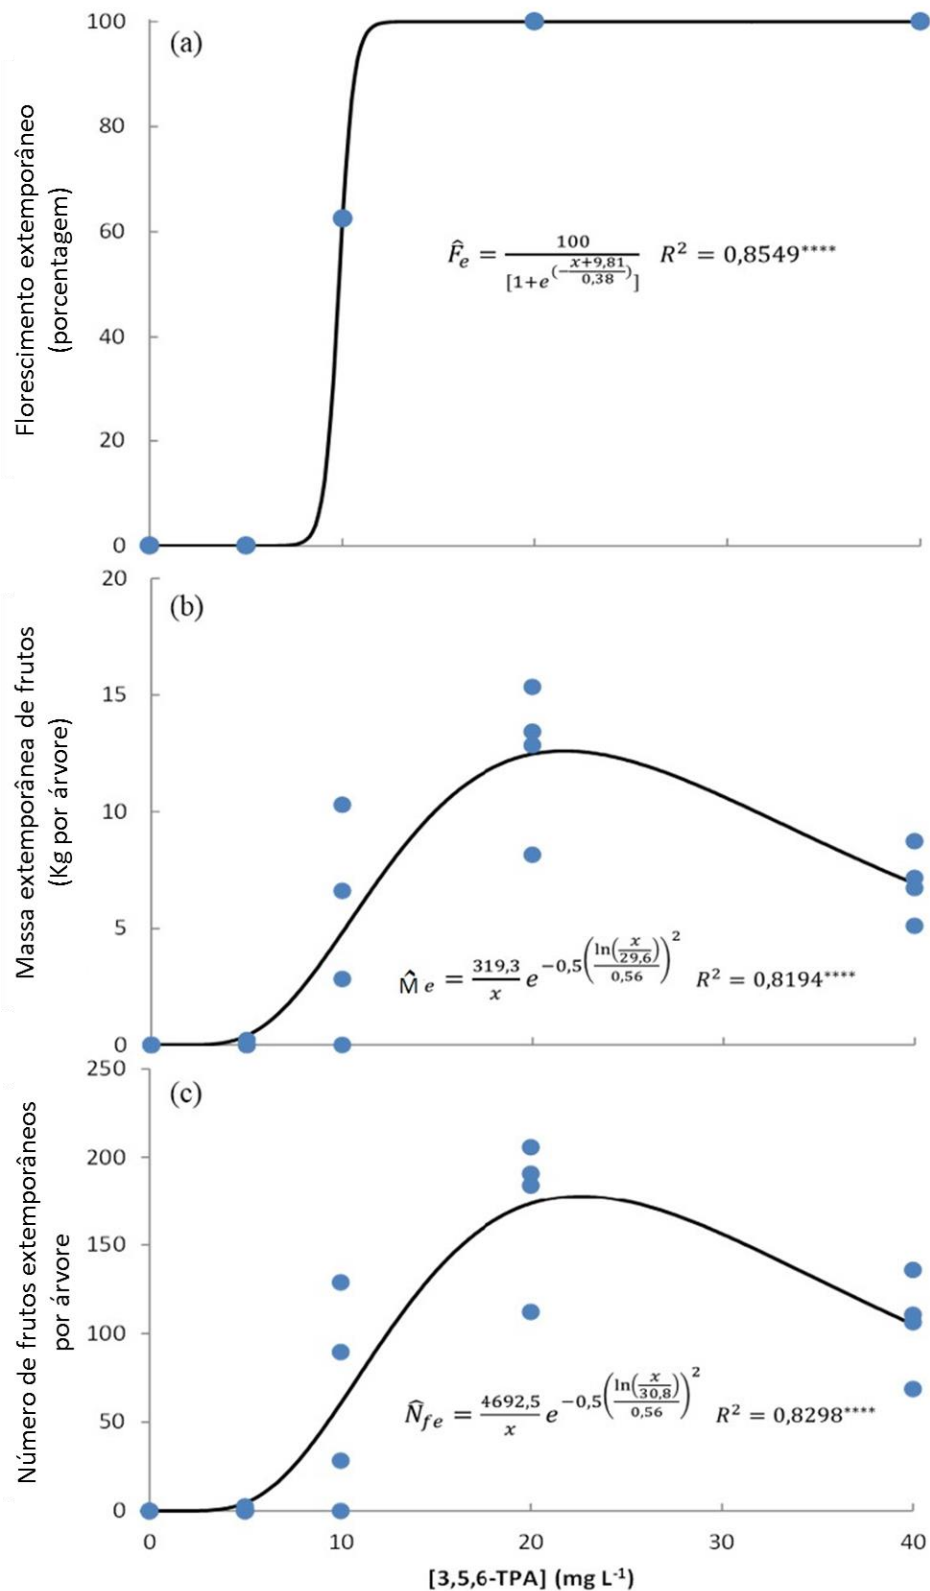 100
(a)
80
60
40
20
0
Florescimento extemporâneo
(porcentagem)
F̂e = 100 / [1+e^(-(x+9,81)/0,38)] R² = 0,8549****
20
(b)
15
10
5
0
Massa extemporânea de frutos
(Kg por árvore)
M̂ e = 319,3/x e^-0,5(ln(x/29,6)/0,56)² R² = 0,8194****
250
(c)
200
150
100
50
0
Número de frutos extemporâneos
por árvore
N̂fe = 4692,5/x e^-0,5(ln(x/30,8)/0,56)² R² = 0,8298****
0 10 20 30 40
[3,5,6-TPA] (mg L⁻¹)